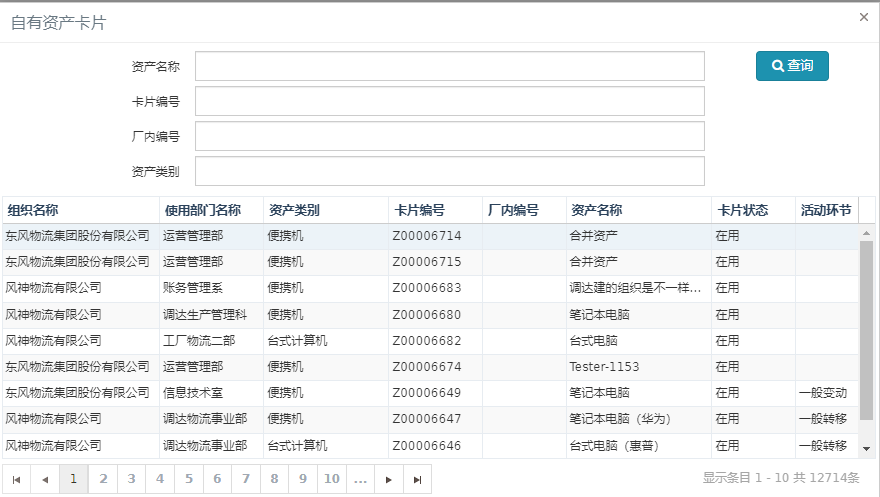 自有资产卡片 ×
资产名称 查询
卡片编号
厂内编号
资产类别
组织名称 使用部门名称 资产类别 卡片编号 厂内编号 资产名称 卡片状态 活动环节
东风物流集团股份有限公司 运营管理部 便携机 Z00006714 合并资产 在用
东风物流集团股份有限公司 运营管理部 便携机 Z00006715 合并资产 在用
风神物流有限公司 账务管理系 便携机 Z00006683 调达建的组织是不一样... 在用
风神物流有限公司 调达生产管理科 便携机 Z00006680 笔记本电脑 在用
风神物流有限公司 工厂物流二部 台式计算机 Z00006682 台式电脑 在用
东风物流集团股份有限公司 运营管理部 便携机 Z00006674 Tester-1153 在用
东风物流集团股份有限公司 信息技术室 便携机 Z00006649 笔记本电脑 在用 一般变动
风神物流有限公司 调达物流事业部 便携机 Z00006647 笔记本电脑（华为） 在用 一般转移
风神物流有限公司 调达物流事业部 台式计算机 Z00006646 台式电脑（惠普） 在用 一般转移
1 2 3 4 5 6 7 8 9 10 ... 显示条目 1 - 10 共 12714条